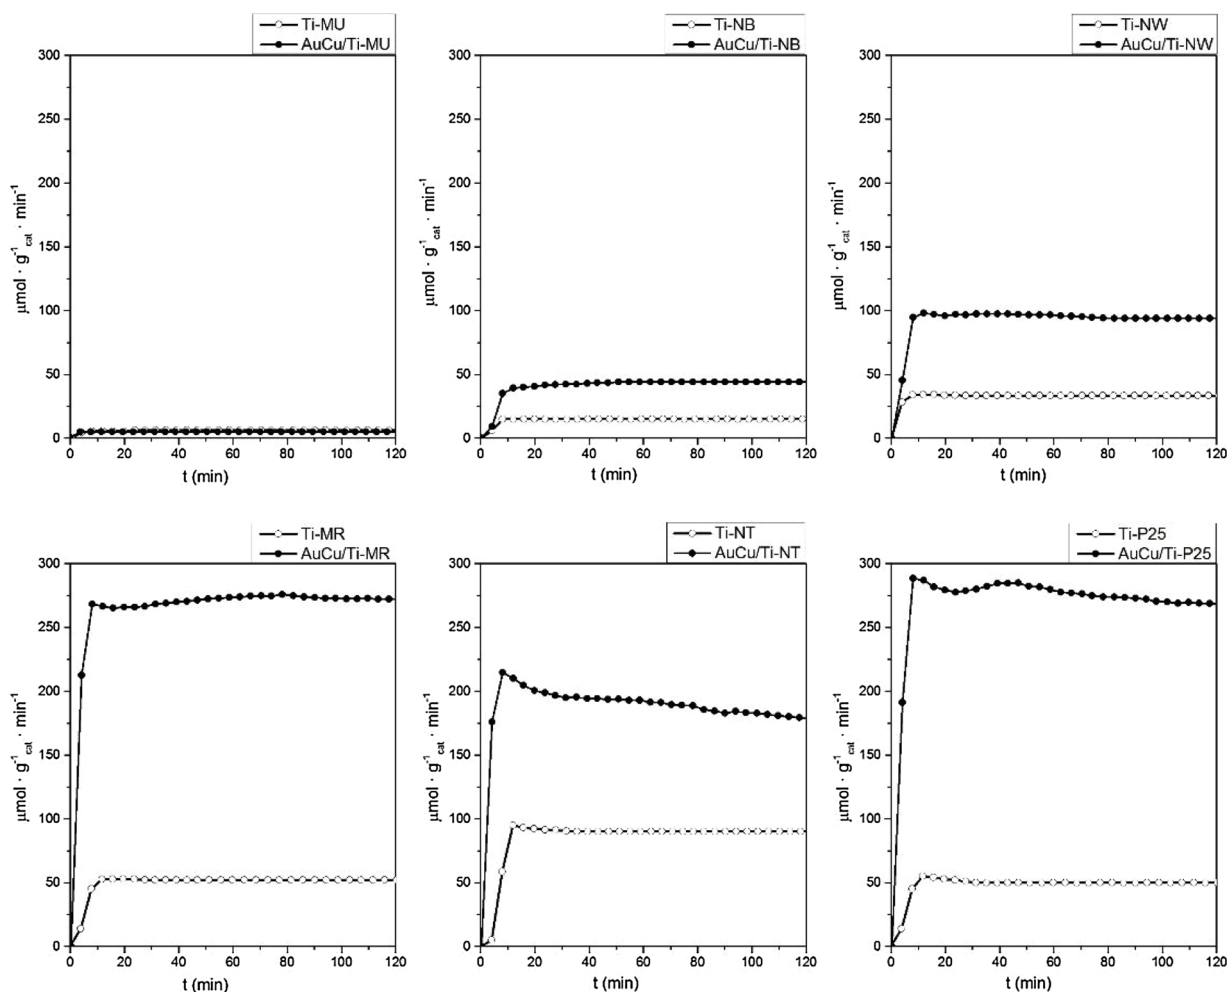 Ti-MU
AuCu/Ti-MU
300
250
200
150
100
50
0
μmol · g⁻¹cat · min⁻¹
0 20 40 60 80 100 120
t (min)
Ti-NB
AuCu/Ti-NB
300
250
200
150
100
50
0
μmol · g⁻¹cat · min⁻¹
0 20 40 60 80 100 120
t (min)
Ti-NW
AuCu/Ti-NW
300
250
200
150
100
50
0
μmol · g⁻¹cat · min⁻¹
0 20 40 60 80 100 120
t (min)
Ti-MR
AuCu/Ti-MR
300
250
200
150
100
50
0
μmol · g⁻¹cat · min⁻¹
0 20 40 60 80 100 120
t (min)
Ti-NT
AuCu/Ti-NT
300
250
200
150
100
50
0
μmol · g⁻¹cat · min⁻¹
0 20 40 60 80 100 120
t (min)
Ti-P25
AuCu/Ti-P25
300
250
200
150
100
50
0
μmol · g⁻¹cat · min⁻¹
0 20 40 60 80 100 120
t (min)